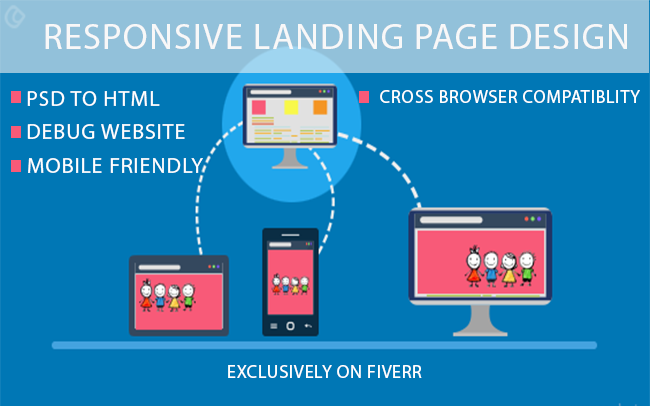 RESPONSIVE LANDING PAGE DESIGN
PSD TO HTML
DEBUG WEBSITE
MOBILE FRIENDLY
CROSS BROWSER COMPATIBLITY
EXCLUSIVELY ON FIVERR